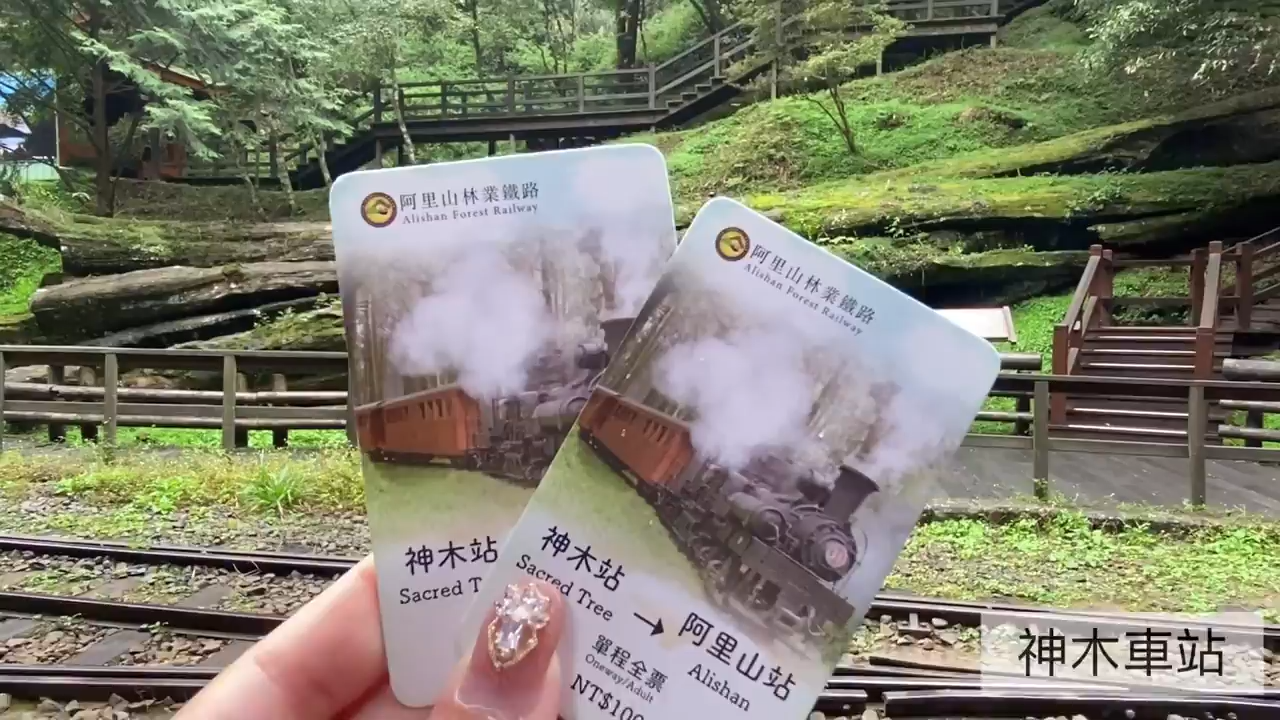 阿里山林業鐵路
Alishan Forest Railway
神木站
Sacred
阿里山林業鐵路
Alishan Forest Railway
神木站
Sacred Tree
→
阿里山站
Alishan
單程全票
Oneway/Adult
NT$100
神木車站